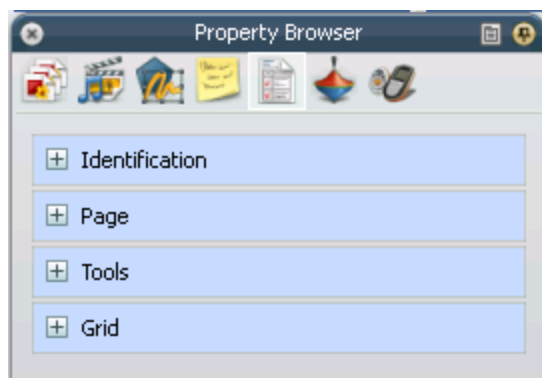 Property Browser
Identification
Page
Tools
Grid